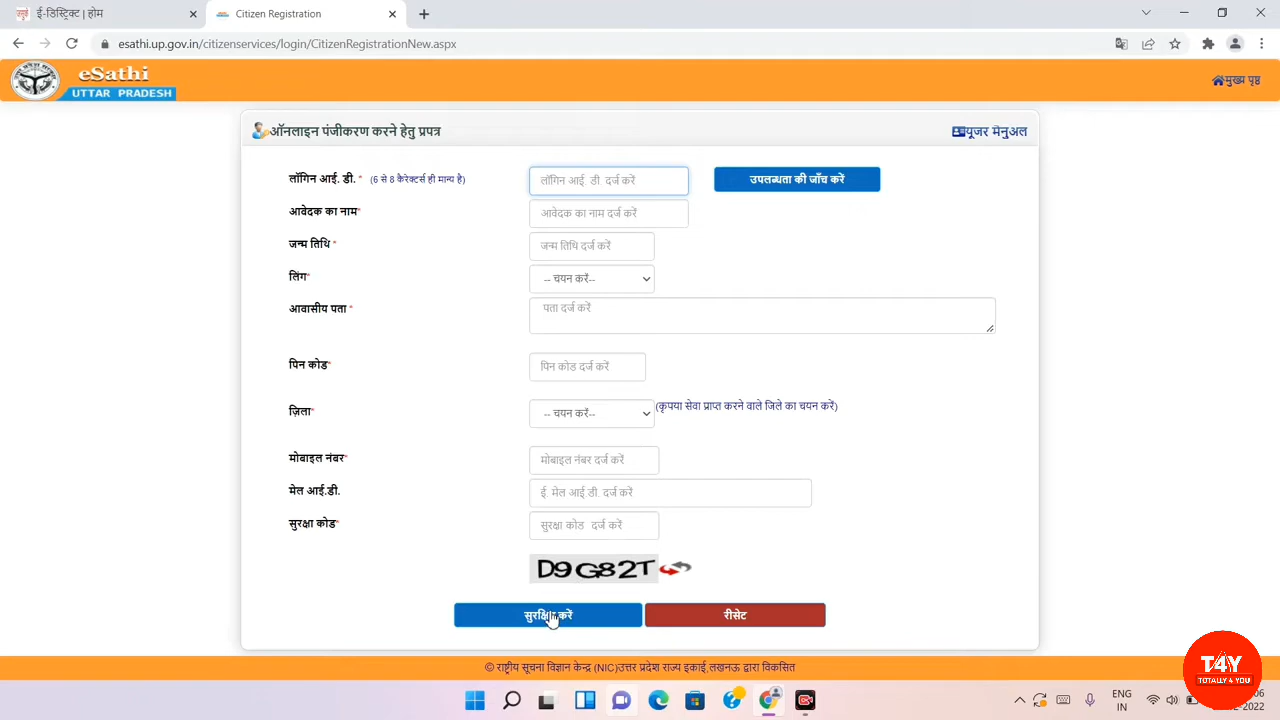 ई-डिस्ट्रिक्ट | होम
Citizen Registration
esathi.up.gov.in/citizenservices/login/CitizenRegistrationNew.aspx
eSathi
UTTAR PRADESH
मुख्य पृष्ठ
ऑनलाइन पंजीकरण करने हेतु प्रपत्र
यूजर मेनुअल
लॉगिन आई. डी. * (6 से 8 कैरेक्टर्स ही मान्य है)
लॉगिन आई. डी. दर्ज करें
उपलब्धता की जाँच करें
आवेदक का नाम*
आवेदक का नाम दर्ज करें
जन्म तिथि *
जन्म तिथि दर्ज करें
लिंग*
-- चयन करें--
आवासीय पता *
पता दर्ज करें
पिन कोड*
पिन कोड दर्ज करें
ज़िला*
-- चयन करें--
(कृपया सेवा प्राप्त करने वाले जिले का चयन करें)
मोबाइल नंबर*
मोबाइल नंबर दर्ज करें
मेल आई.डी.
ई. मेल आई.डी. दर्ज करें
सुरक्षा कोड*
सुरक्षा कोड दर्ज करें
D9G82T
सुरक्षित करें
रीसेट
© राष्ट्रीय सूचना विज्ञान केन्द्र (NIC)उत्तर प्रदेश राज्य इकाई,लखनऊ द्वारा विकसित
T4Y
TOTALLY 4 YOU
ENG
IN
06
2022